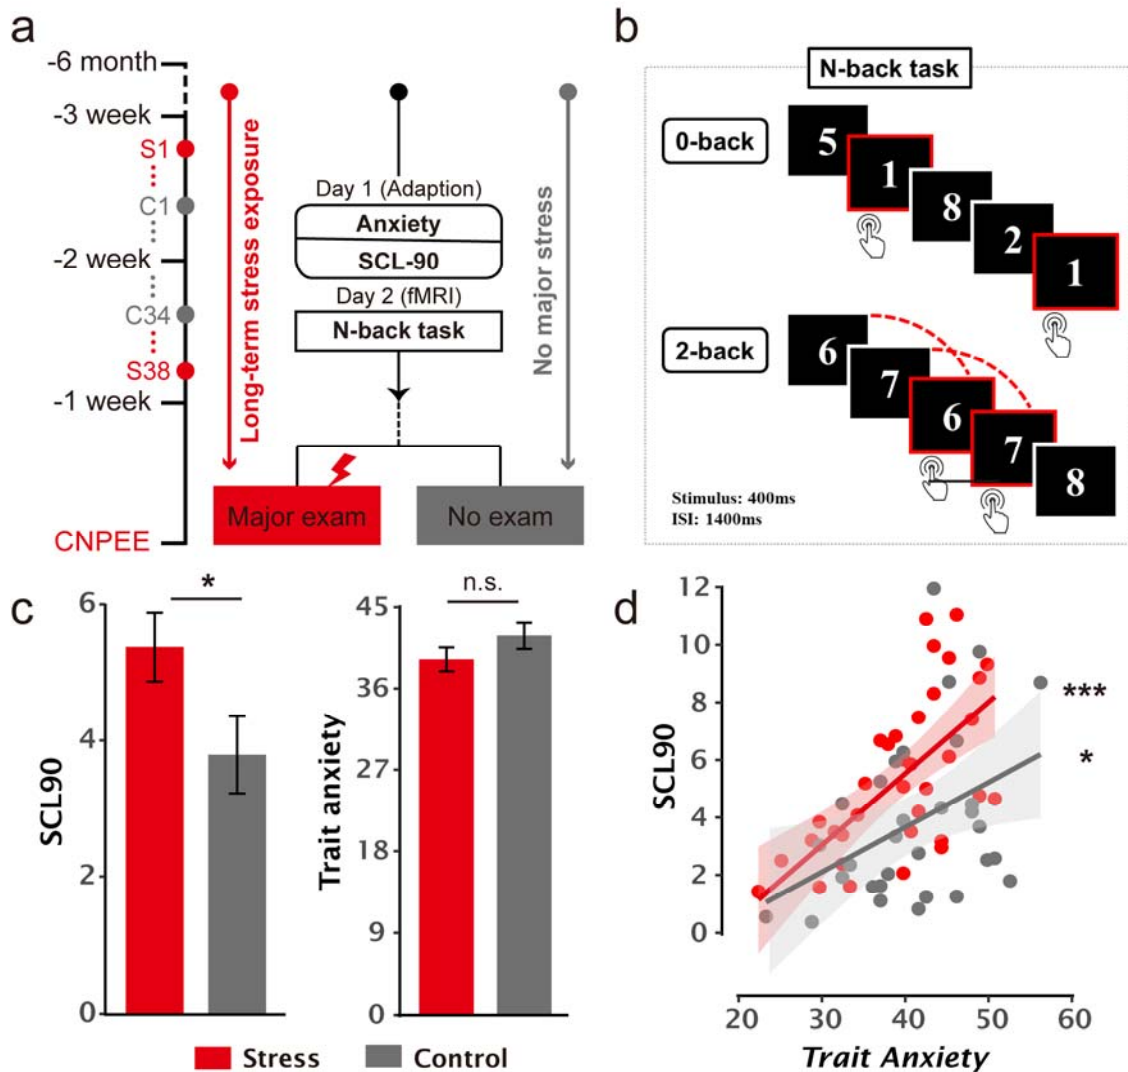 a
-6 month
-3 week
S1
C1
-2 week
C34
S38
-1 week
CNPEE
Long-term stress exposure
Day 1 (Adaption)
Anxiety
SCL-90
Day 2 (fMRI)
N-back task
No major stress
Major exam
No exam
b
N-back task
0-back
5
1
8
2
1
2-back
6
7
6
7
8
Stimulus: 400ms
ISI: 1400ms
c
SCL90
6
4
2
0
*
Trait anxiety
45
36
27
18
9
0
n.s.
Stress
Control
d
SCL90
12
10
8
6
4
2
0
***
*
20 30 40 50 60
Trait Anxiety